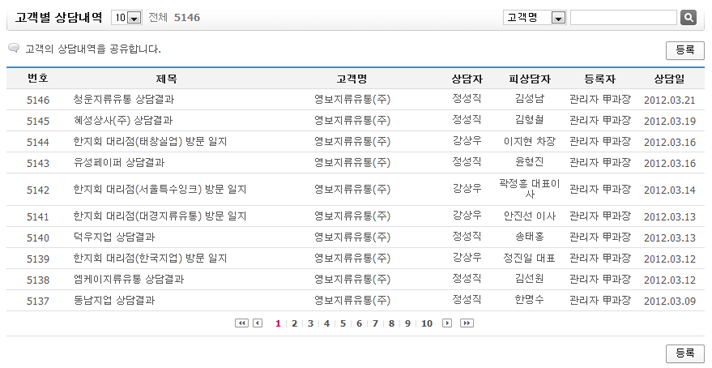 고객별 상담내역 10 전체 5146 고객명
고객의 상담내역을 공유합니다. 등록
번호 제목 고객명 상담자 피상담자 등록자 상담일
5146 청운지류유통 상담결과 영보지류유통(주) 정성직 김성남 관리자 甲과장 2012.03.21
5145 혜성상사(주) 상담결과 영보지류유통(주) 정성직 김형철 관리자 甲과장 2012.03.19
5144 한지회 대리점(태창실업) 방문 일지 영보지류유통(주) 강상우 이지현 차장 관리자 甲과장 2012.03.16
5143 유성페이퍼 상담결과 영보지류유통(주) 정성직 윤형진 관리자 甲과장 2012.03.16
5142 한지회 대리점(서울특수잉크) 방문 일지 영보지류유통(주) 강상우 곽정흘 대표이사 관리자 甲과장 2012.03.14
5141 한지회 대리점(대경지류유통) 방문 일지 영보지류유통(주) 강상우 안진선 이사 관리자 甲과장 2012.03.13
5140 덕우지업 상담결과 영보지류유통(주) 정성직 송태홍 관리자 甲과장 2012.03.13
5139 한지회 대리점(한국지업) 방문 일지 영보지류유통(주) 강상우 정진일 대표 관리자 甲과장 2012.03.12
5138 엠케이지류유통 상담결과 영보지류유통(주) 정성직 김선원 관리자 甲과장 2012.03.12
5137 동남지업 상담결과 영보지류유통(주) 정성직 한명수 관리자 甲과장 2012.03.09
1 2 3 4 5 6 7 8 9 10
등록